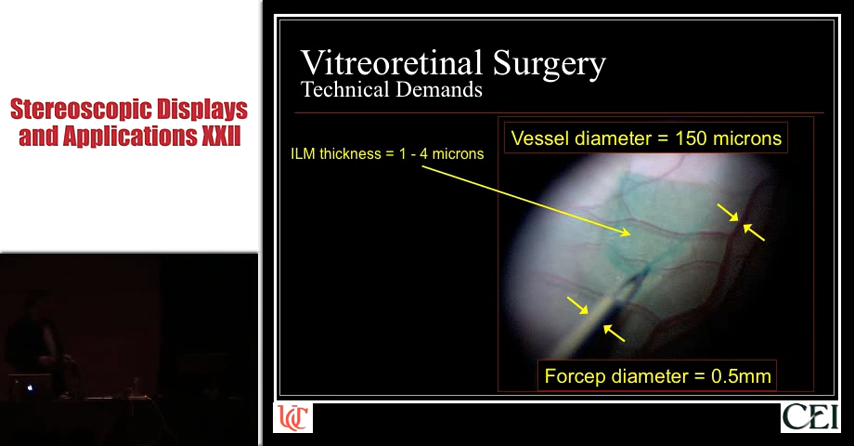 Stereoscopic Displays
and Applications XXII
Vitreoretinal Surgery
Technical Demands
Vessel diameter = 150 microns
ILM thickness = 1 - 4 microns
Forcep diameter = 0.5mm
UC
CEI